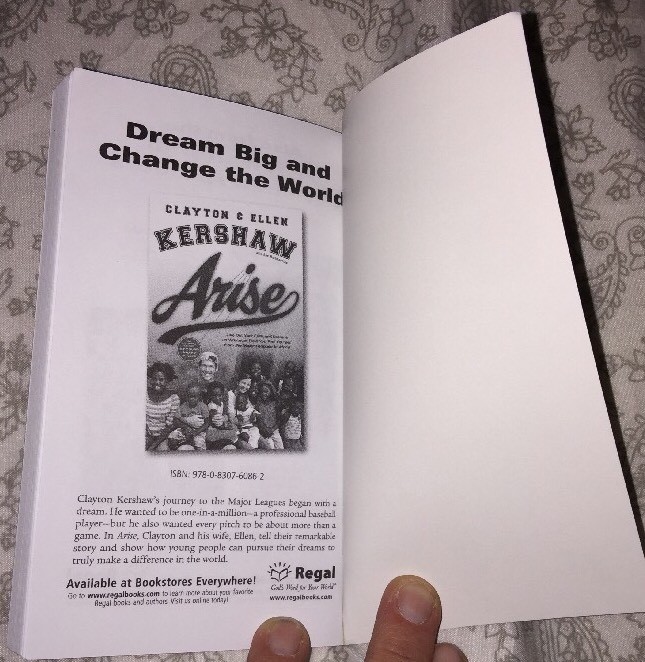 Dream Big and
Change the World
CLAYTON & ELLEN
KERSHAW
Arise
ISBN: 978-0-8307-6086-2
Clayton Kershaw's journey to the Major Leagues began with a
dream. He wanted to be one-in-a-million—a professional baseball
player—but he also wanted every pitch to be about more than a
game. In Arise, Clayton and his wife, Ellen, tell their remarkable
story and show how young people can pursue their dreams to
truly make a difference in the world.
Available at Bookstores Everywhere!
Go to www.regalbooks.com to learn more about your favorite
Regal books and authors. Visit us online today!
Regal
God's Word for Your World™
www.regalbooks.com